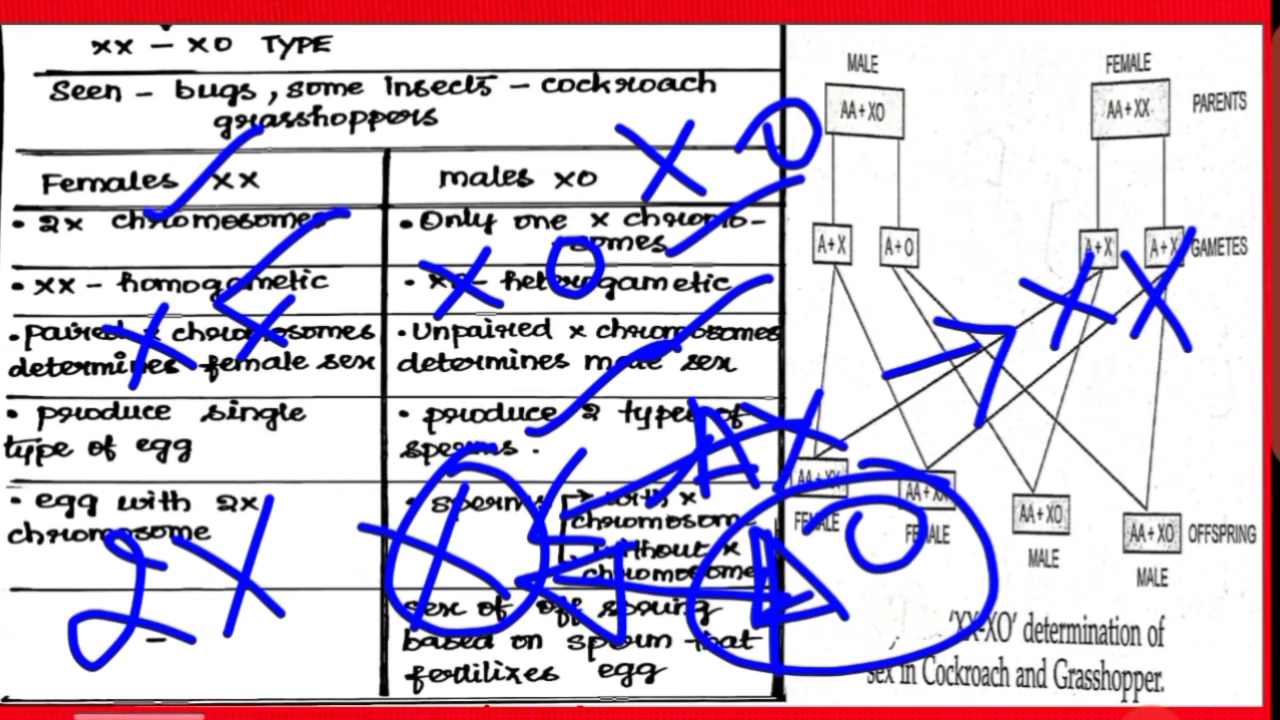 XX - XO TYPE
Seen - bugs, some insects - cockroach
grasshoppers
Females XX
males XO
• 2X chromosomes
• Only one X chromo-
somes
• XX - homogametic
• XO - heterogametic
• paired X chromosomes
determines female sex
• Unpaired X chromosomes
determines male sex
• produce single
type of egg
• produce 2 types of
sperms.
• egg with 2X
chromosome
• sperms
with X
chromosome
without X
chromosome
sex of off spring
based on sperm that
fertilizes egg
X O
X O
X X
2X
X
AX
AO
X X
MALE
FEMALE
AA + XO
AA + XX
PARENTS
A + X
A + O
A + X
A + X
GAMETES
AA + XX
AA + XX
AA + XO
AA + XO
OFFSPRING
FEMALE
FEMALE
MALE
MALE
'XX-XO' determination of
sex in Cockroach and Grasshopper.